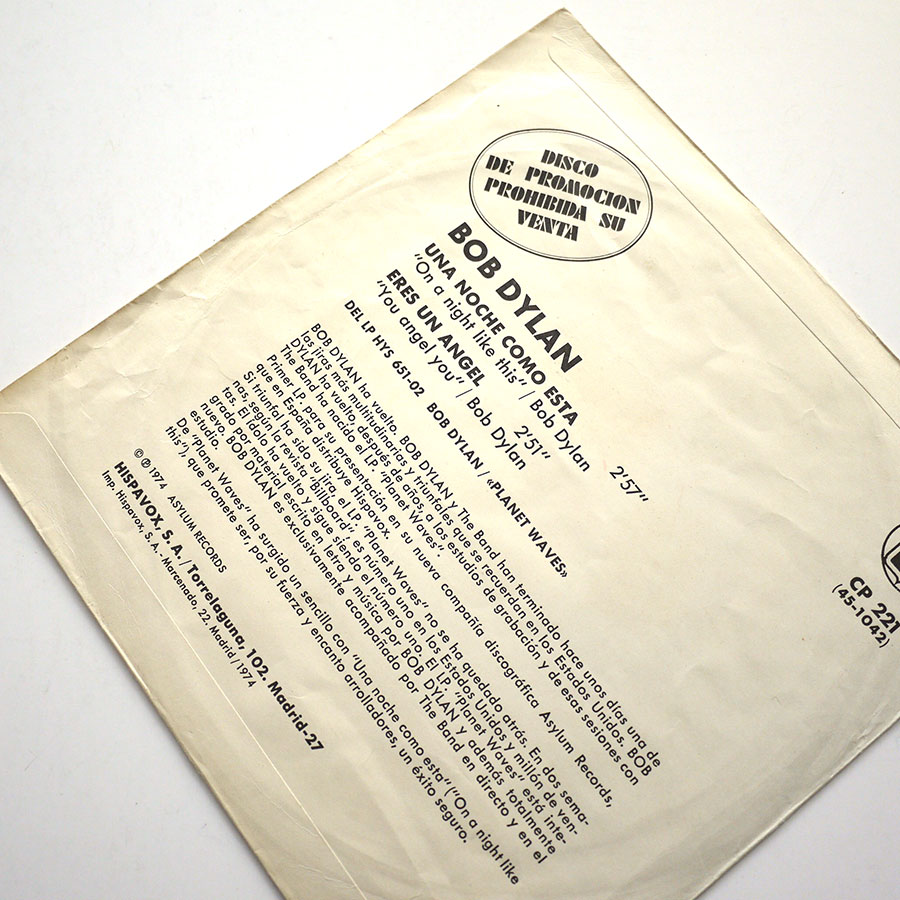 DISCO
DE PROMOCION
PROHIBIDA SU
VENTA
BOB DYLAN
UNA NOCHE COMO ESTA 2'57"
"On a night like this" / Bob Dylan
ERES UN ANGEL 2'51"
"You angel you" / Bob Dylan
DEL LP HYS 651-02 BOB DYLAN / «PLANET WAVES»
BOB DYLAN ha vuelto. BOB DYLAN y The Band han terminado hace unos días una de
las jiras más multitudinarias y triunfales que se recuerdan en los Estados Unidos. BOB
DYLAN ha vuelto, después de años, a los estudios de grabación y de esas sesiones con
The Band ha nacido el LP. "Planet Waves".
Primer LP. para su presentación en su nueva compañía discográfica Asylum Records,
que en España distribuye Hispavox.
Si triunfal ha sido su jira, el LP. "Planet Waves" no se ha quedado atrás. En dos sema-
nas, según la revista "Billboard", es número uno en los Estados Unidos y millón de ven-
tas. El ídolo ha vuelto y sigue siendo el número uno. El LP. "Planet Waves" está inte-
grado por material escrito en letra y música por BOB DYLAN y además totalmente
nuevo. BOB DYLAN es exclusivamente acompañado por The Band en directo y en el
estudio.
De "Planet Waves" ha surgido un sencillo con "Una noche como esta" ("On a night like
this"), que promete ser, por su fuerza y encanto arrolladores, un éxito seguro.
© ℗ 1974 ASYLUM RECORDS
HISPAVOX, S. A. / Torrelaguna, 102. Madrid-27
Imp. Hispavox, S. A. - Marcenado, 22. Madrid / 1974
CP 221
(45-1042)